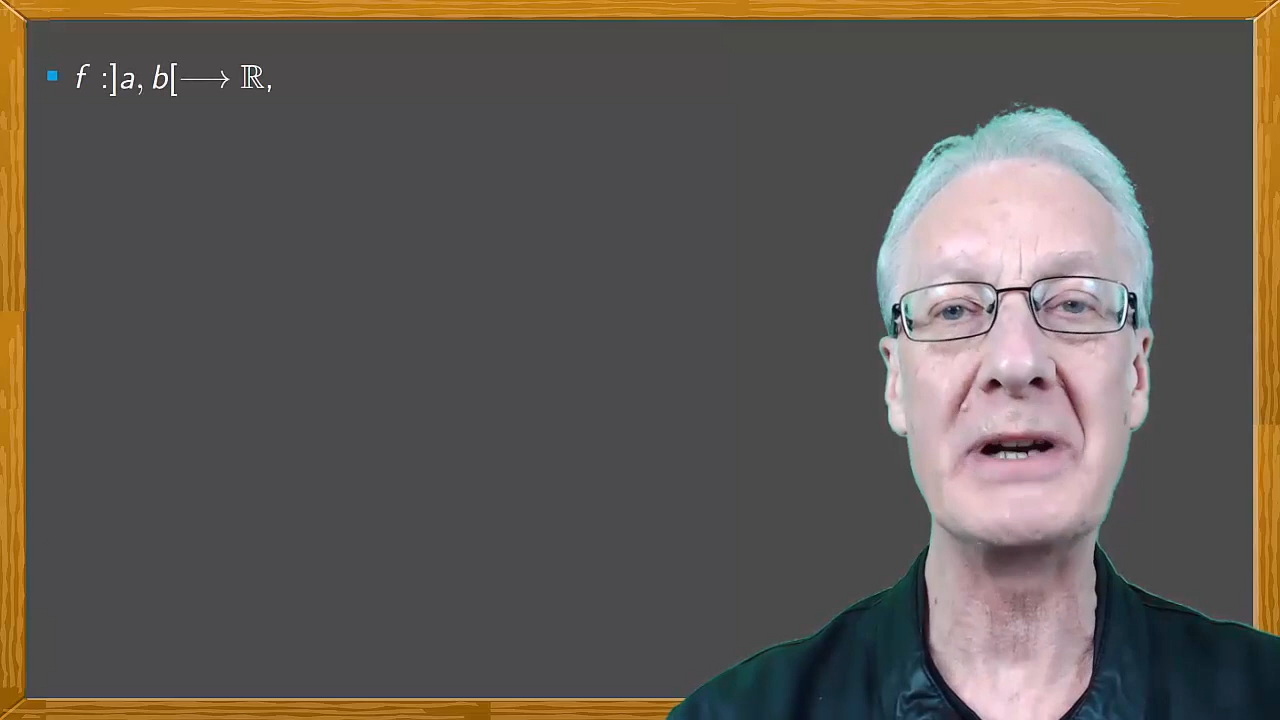 f :]a, b[⟶ ℝ,